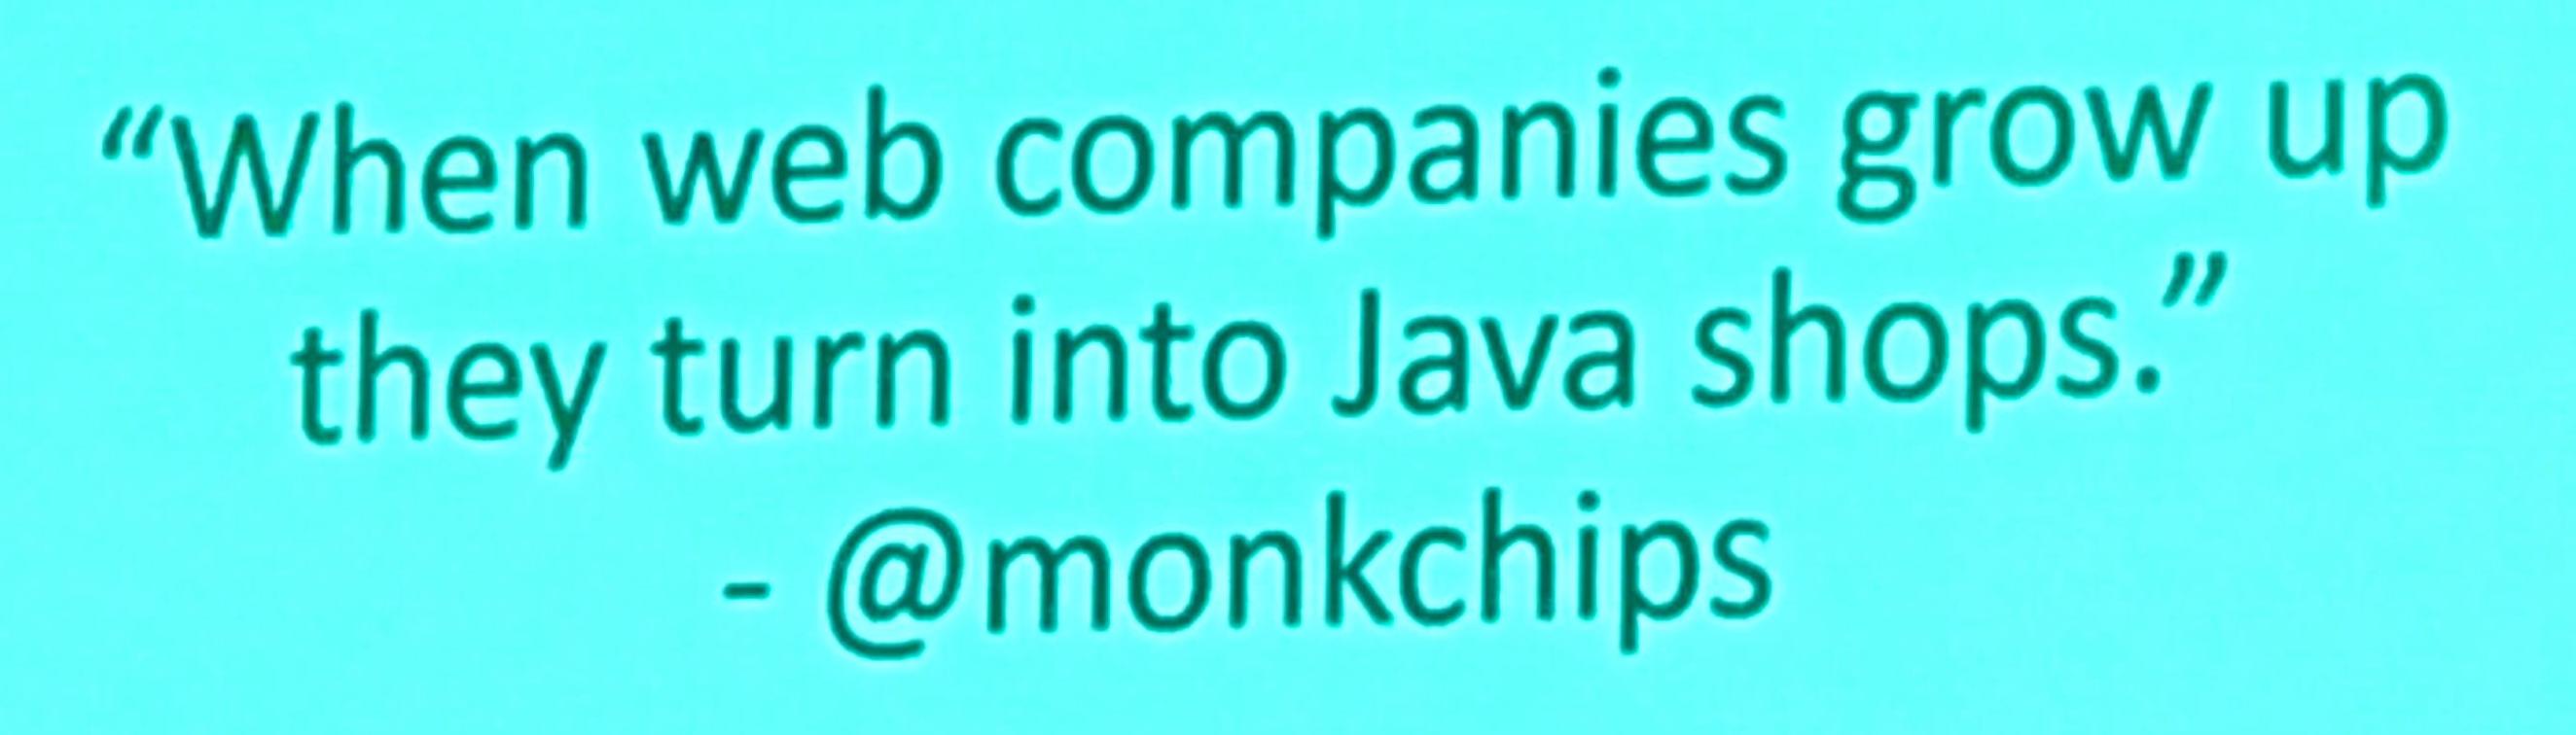 “When web companies grow up
they turn into Java shops.”
- @monkchips